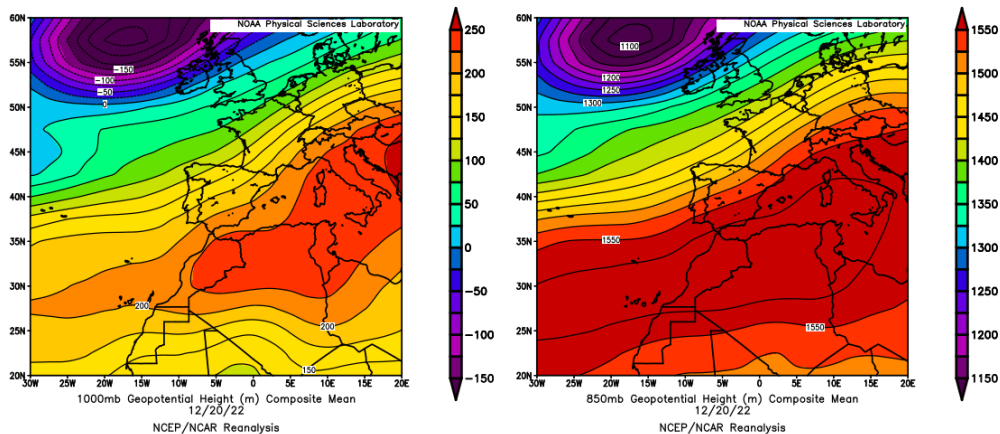 NOAA Physical Sciences Laboratory
60N
55N
50N
45N
40N
35N
30N
25N
20N
30W
25W
20W
15W
10W
5W
0
5E
10E
15E
20E
-150
-100
-50
0
200
200
150
250
200
150
100
50
0
-50
-100
-150
1000mb Geopotential Height (m) Composite Mean
12/20/22
NCEP/NCAR Reanalysis
NOAA Physical Sciences Laboratory
60N
55N
50N
45N
40N
35N
30N
25N
20N
30W
25W
20W
15W
10W
5W
0
5E
10E
15E
20E
1100
1200
1250
1300
1550
1550
1550
1500
1450
1400
1350
1300
1250
1200
1150
850mb Geopotential Height (m) Composite Mean
12/20/22
NCEP/NCAR Reanalysis